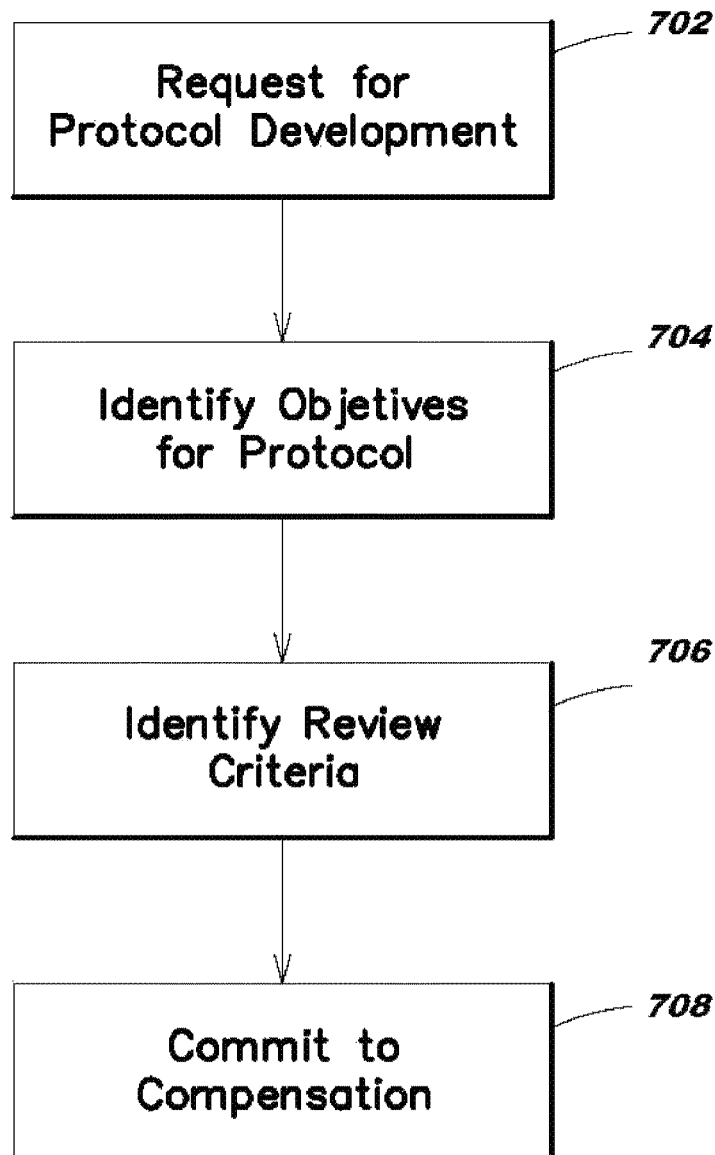 702
Request for
Protocol Development
704
Identify Objetives
for Protocol
706
Identify Review
Criteria
708
Commit to
Compensation